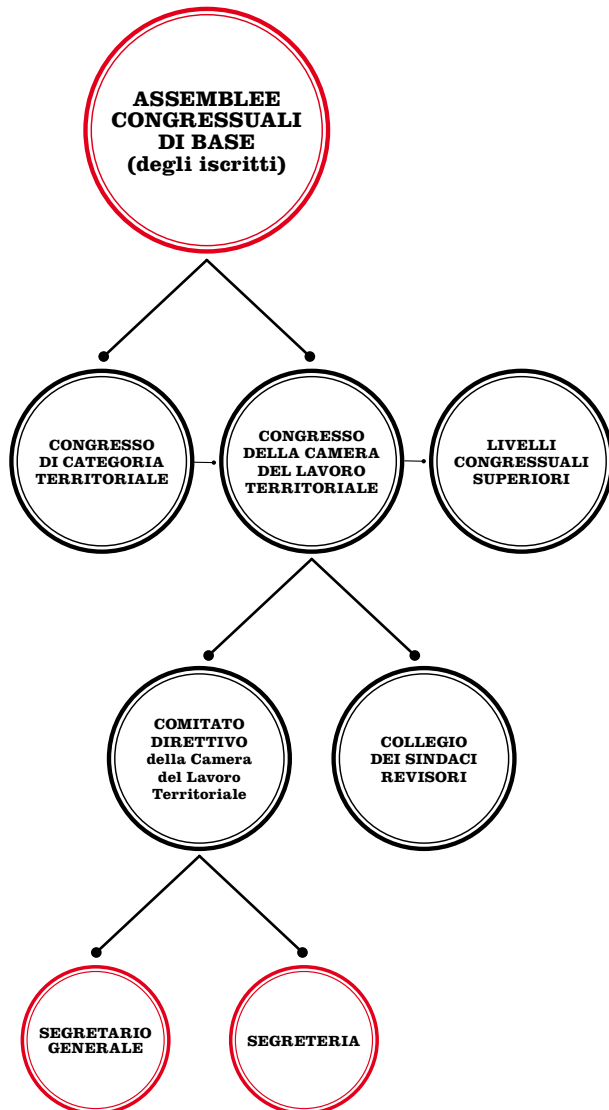 ASSEMBLEE
CONGRESSUALI
DI BASE
(degli iscritti)
CONGRESSO
DI CATEGORIA
TERRITORIALE
CONGRESSO
DELLA CAMERA
DEL LAVORO
TERRITORIALE
LIVELLI
CONGRESSUALI
SUPERIORI
COMITATO
DIRETTIVO
della Camera
del Lavoro
Territoriale
COLLEGIO
DEI SINDACI
REVISORI
SEGRETARIO
GENERALE
SEGRETERIA